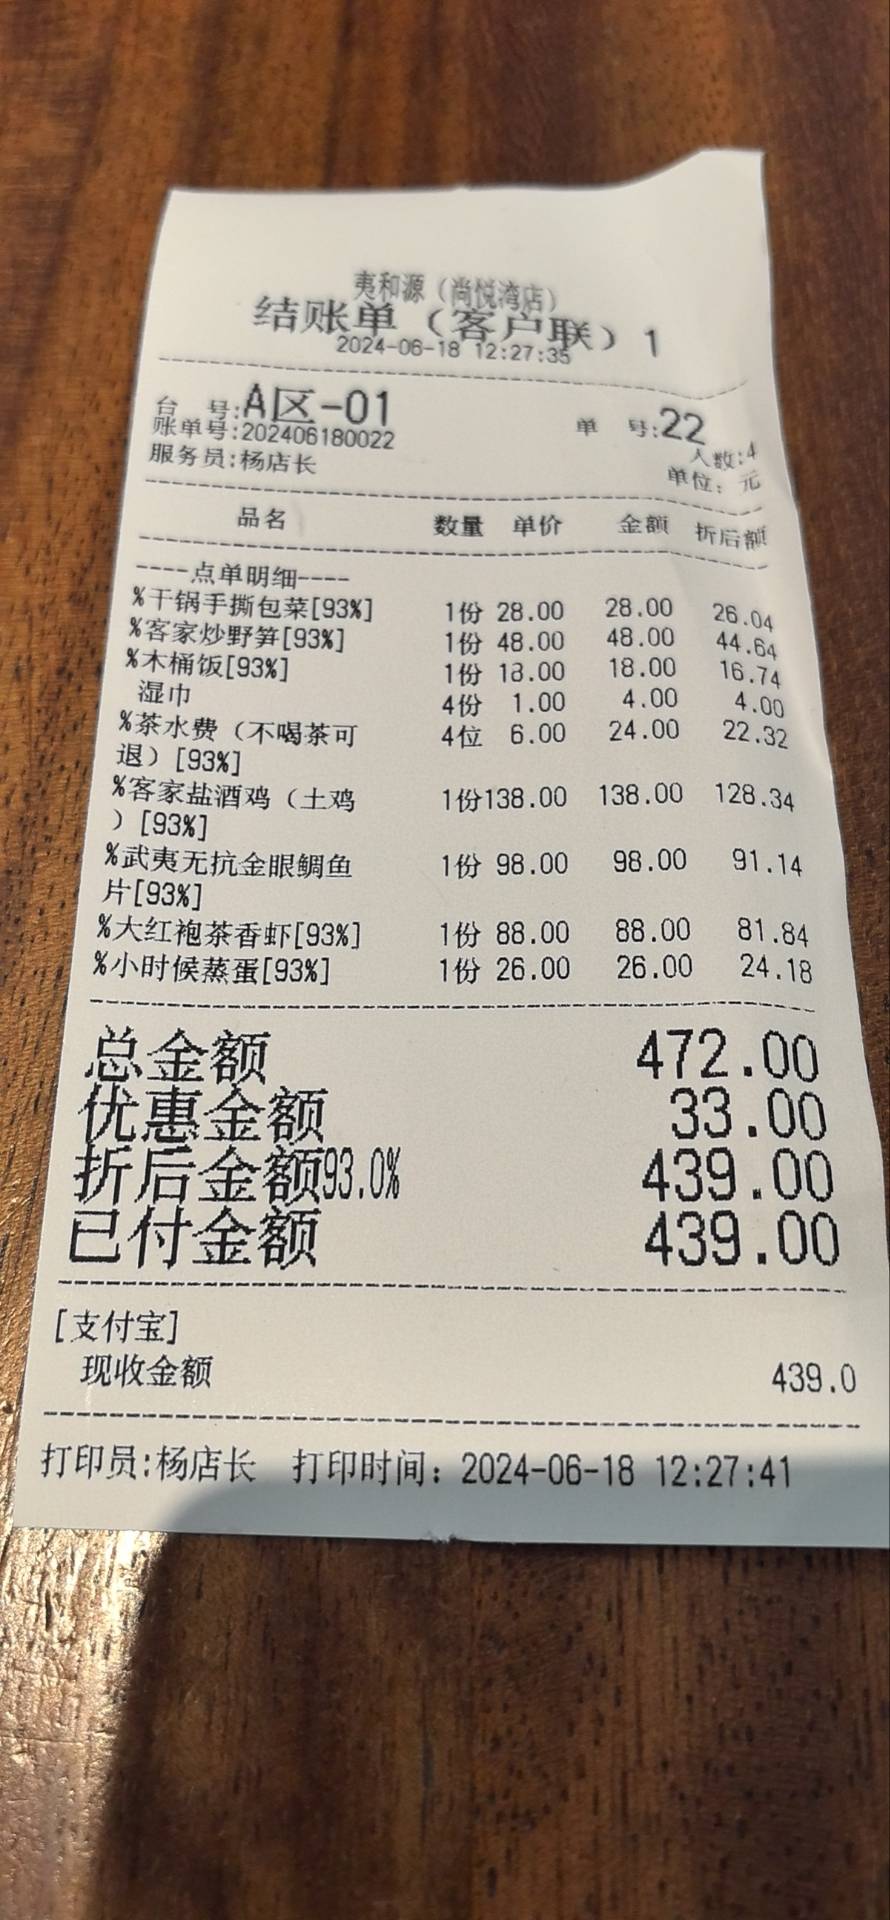 夷和源（尚悦湾店）
结账单（客户联）1
2024-06-18 12:27:35
台 号:A区-01 单 号:22
账单号:202406180022 人数:4
服务员:杨店长 单位: 元
品名 数量 单价 金额 折后额
----点单明细----
%干锅手撕包菜[93%] 1份 28.00 28.00 26.04
%客家炒野笋[93%] 1份 48.00 48.00 44.64
%木桶饭[93%] 1份 18.00 18.00 16.74
湿巾 4份 1.00 4.00 4.00
%茶水费（不喝茶可 4位 6.00 24.00 22.32
退）[93%]
%客家盐酒鸡（土鸡 1份138.00 138.00 128.34
）[93%]
%武夷无抗金眼鲷鱼 1份 98.00 98.00 91.14
片[93%]
%大红袍茶香虾[93%] 1份 88.00 88.00 81.84
%小时候蒸蛋[93%] 1份 26.00 26.00 24.18
总金额 472.00
优惠金额 33.00
折后金额93.0% 439.00
已付金额 439.00
[支付宝]
现收金额 439.0
打印员:杨店长 打印时间: 2024-06-18 12:27:41